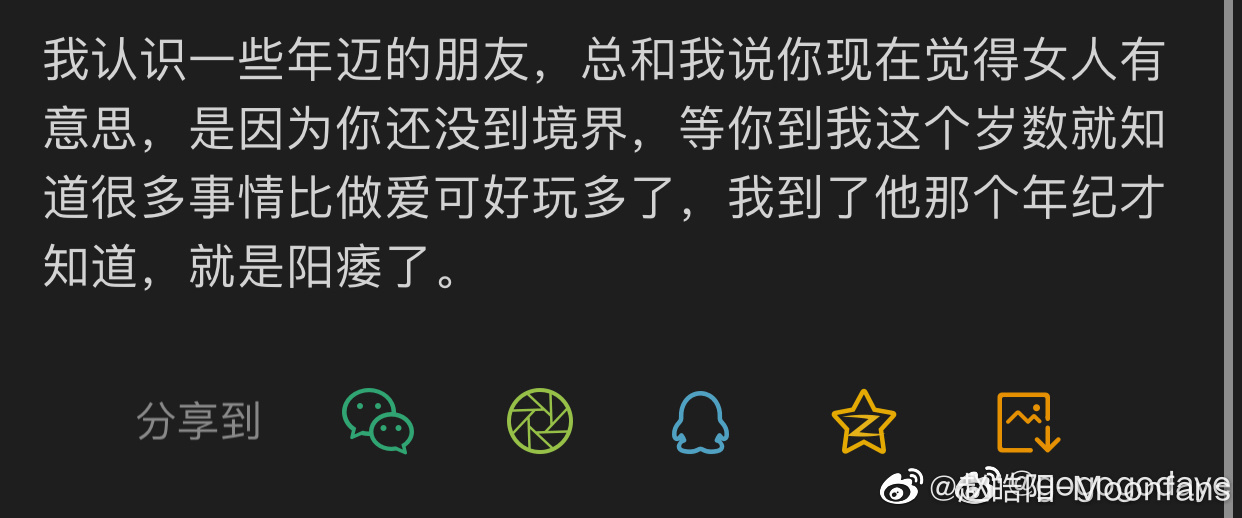 我认识一些年迈的朋友，总和我说你现在觉得女人有
意思，是因为你还没到境界，等你到我这个岁数就知
道很多事情比做爱可好玩多了，我到了他那个年纪才
知道，就是阳痿了。
分享到